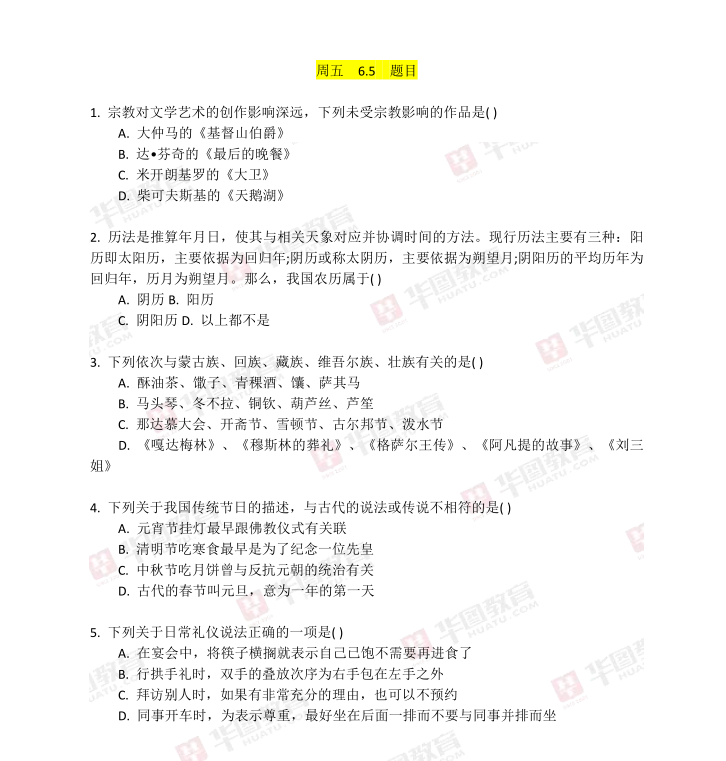 周五 6.5 题目
1. 宗教对文学艺术的创作影响深远，下列未受宗教影响的作品是( )
A. 大仲马的《基督山伯爵》
B. 达•芬奇的《最后的晚餐》
C. 米开朗基罗的《大卫》
D. 柴可夫斯基的《天鹅湖》
2. 历法是推算年月日，使其与相关天象对应并协调时间的方法。现行历法主要有三种：阳
历即太阳历，主要依据为回归年;阴历或称太阴历，主要依据为朔望月;阴阳历的平均历年为
回归年，历月为朔望月。那么，我国农历属于( )
A. 阴历 B. 阳历
C. 阴阳历 D. 以上都不是
3. 下列依次与蒙古族、回族、藏族、维吾尔族、壮族有关的是( )
A. 酥油茶、馓子、青稞酒、馕、萨其马
B. 马头琴、冬不拉、铜钦、葫芦丝、芦笙
C. 那达慕大会、开斋节、雪顿节、古尔邦节、泼水节
D. 《嘎达梅林》、《穆斯林的葬礼》、《格萨尔王传》、《阿凡提的故事》、《刘三
姐》
4. 下列关于我国传统节日的描述，与古代的说法或传说不相符的是( )
A. 元宵节挂灯最早跟佛教仪式有关联
B. 清明节吃寒食最早是为了纪念一位先皇
C. 中秋节吃月饼曾与反抗元朝的统治有关
D. 古代的春节叫元旦，意为一年的第一天
5. 下列关于日常礼仪说法正确的一项是( )
A. 在宴会中，将筷子横搁就表示自己已饱不需要再进食了
B. 行拱手礼时，双手的叠放次序为右手包在左手之外
C. 拜访别人时，如果有非常充分的理由，也可以不预约
D. 同事开车时，为表示尊重，最好坐在后面一排而不要与同事并排而坐
华图教育
HUATU.COM